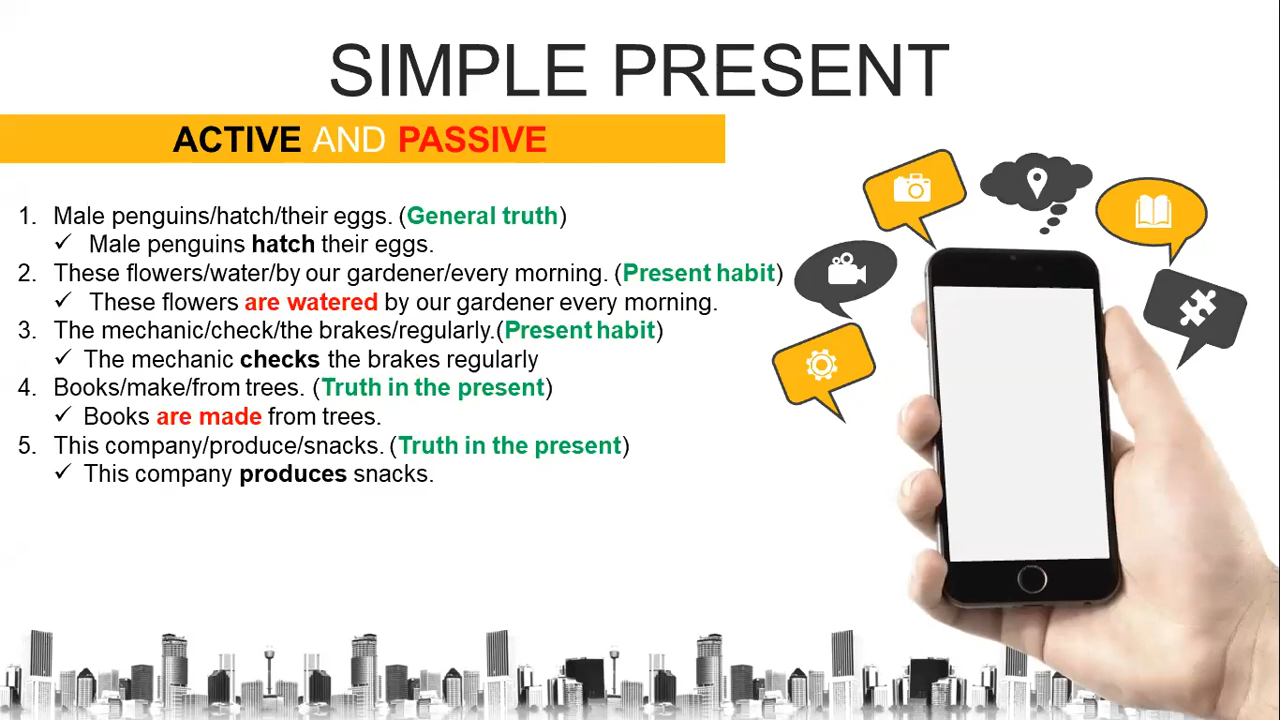 SIMPLE PRESENT
ACTIVE AND PASSIVE
1. Male penguins/hatch/their eggs. (General truth)
✓ Male penguins hatch their eggs.
2. These flowers/water/by our gardener/every morning. (Present habit)
✓ These flowers are watered by our gardener every morning.
3. The mechanic/check/the brakes/regularly.(Present habit)
✓ The mechanic checks the brakes regularly
4. Books/make/from trees. (Truth in the present)
✓ Books are made from trees.
5. This company/produce/snacks. (Truth in the present)
✓ This company produces snacks.